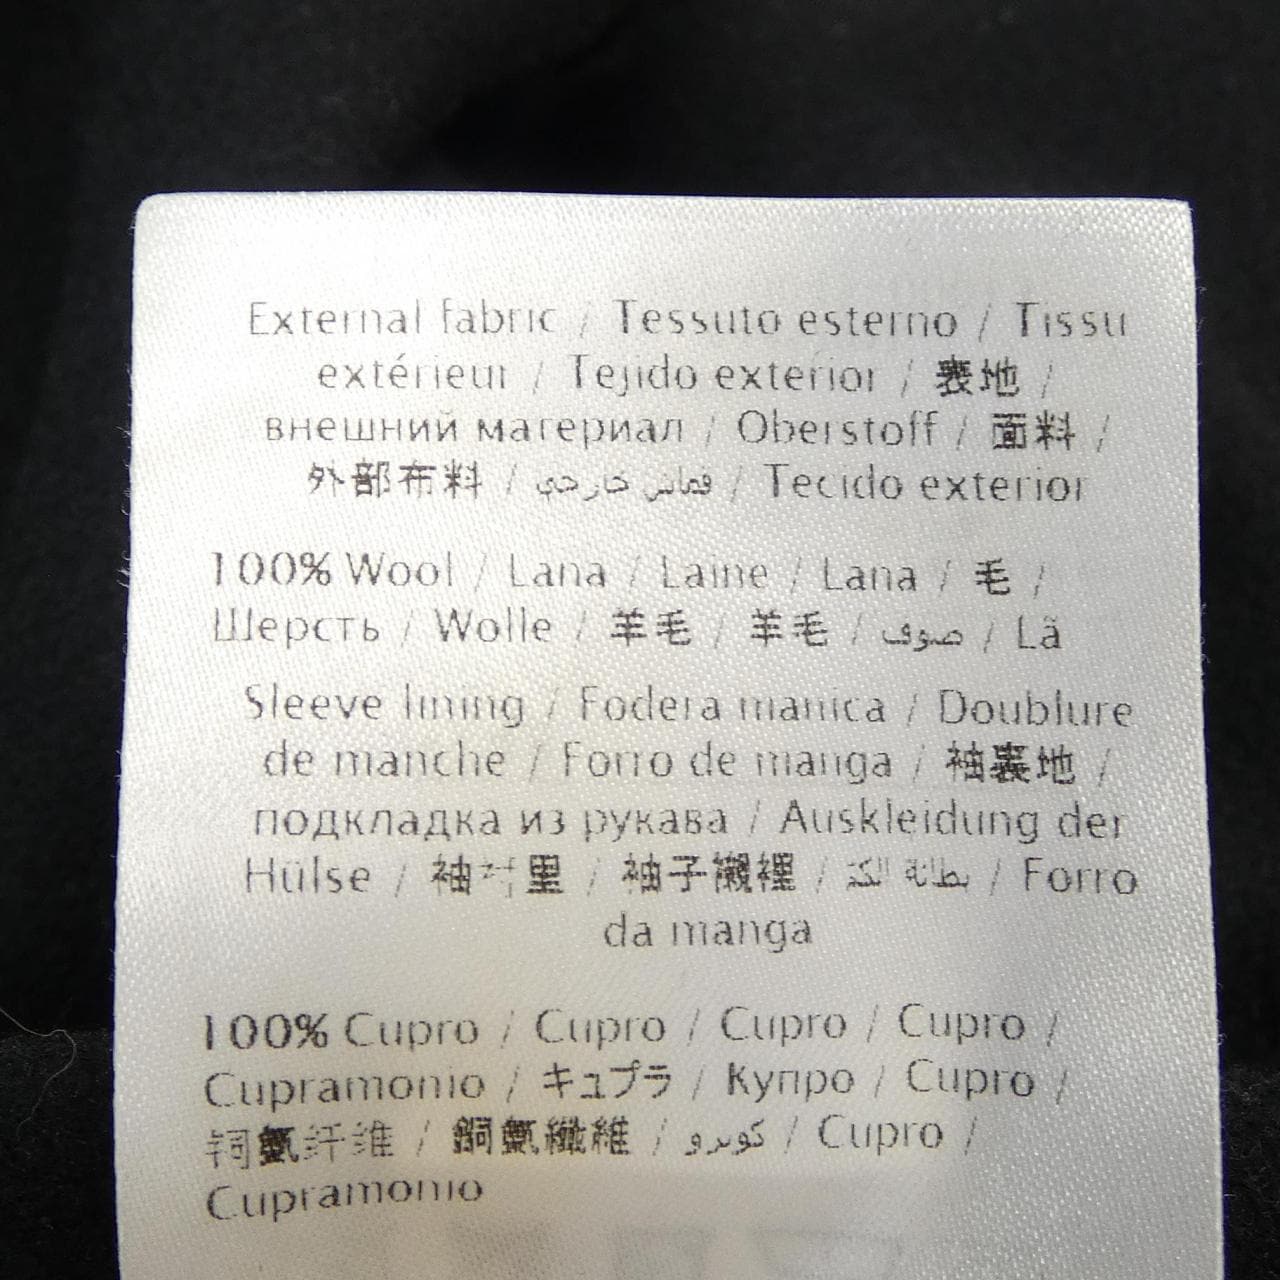 External fabric / Tessuto esterno / Tissu
extérieur / Tejido exterior / 表地 /
внешний материал / Oberstoff / 面料 /
外部布料 / قماش خارجي / Tecido exterior
100% Wool / Lana / Laine / Lana / 毛 /
Шерсть / Wolle / 羊毛 / 羊毛 / صوف / Lã
Sleeve lining / Fodera manica / Doublure
de manche / Forro de manga / 袖裏地 /
подкладка из рукава / Auskleidung der
Hülse / 袖衬里 / 袖子襯裡 / بطانة الكم / Forro
da manga
100% Cupro / Cupro / Cupro / Cupro /
Cupramonio / キュプラ / Купро / Cupro /
铜氨纤维 / 銅氨纖維 / كوبرو / Cupro /
Cupramonio